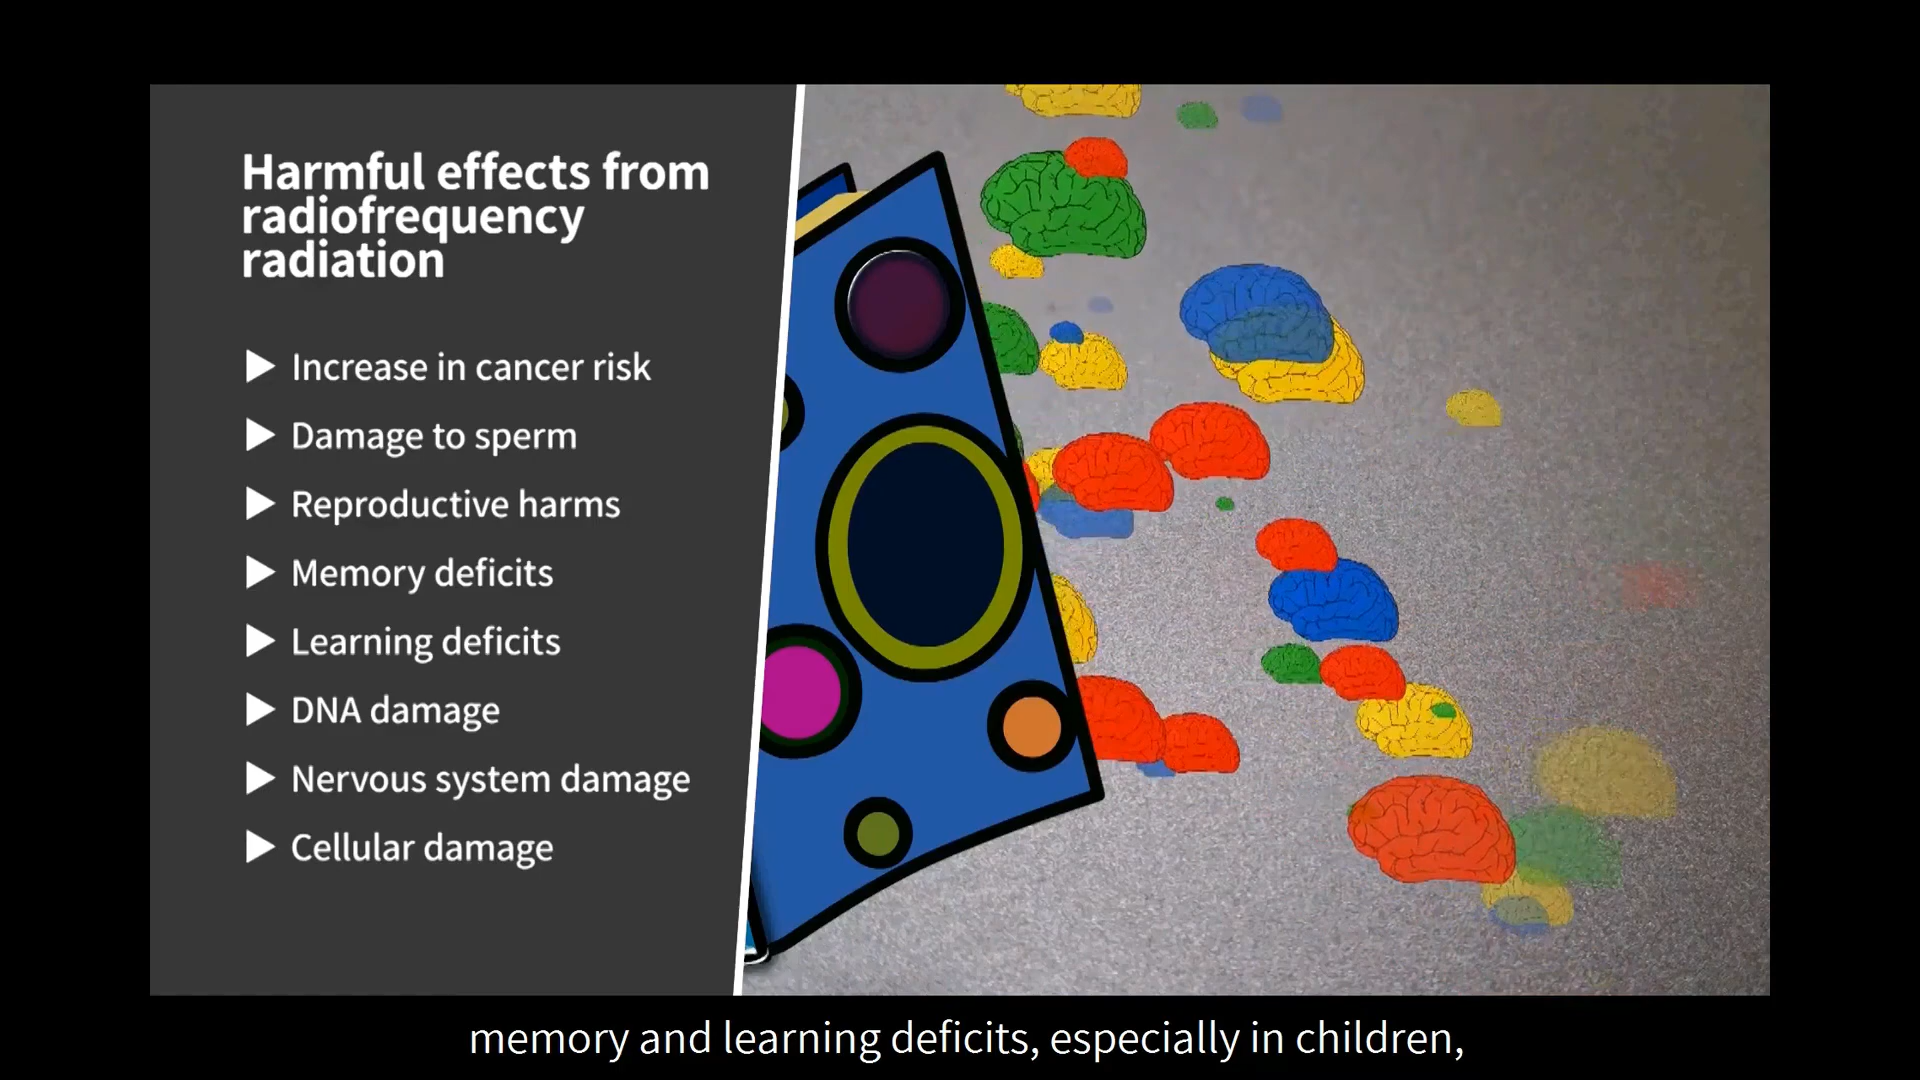 Harmful effects from
radiofrequency
radiation
Increase in cancer risk
Damage to sperm
Reproductive harms
Memory deficits
Learning deficits
DNA damage
Nervous system damage
Cellular damage
memory and learning deficits, especially in children,